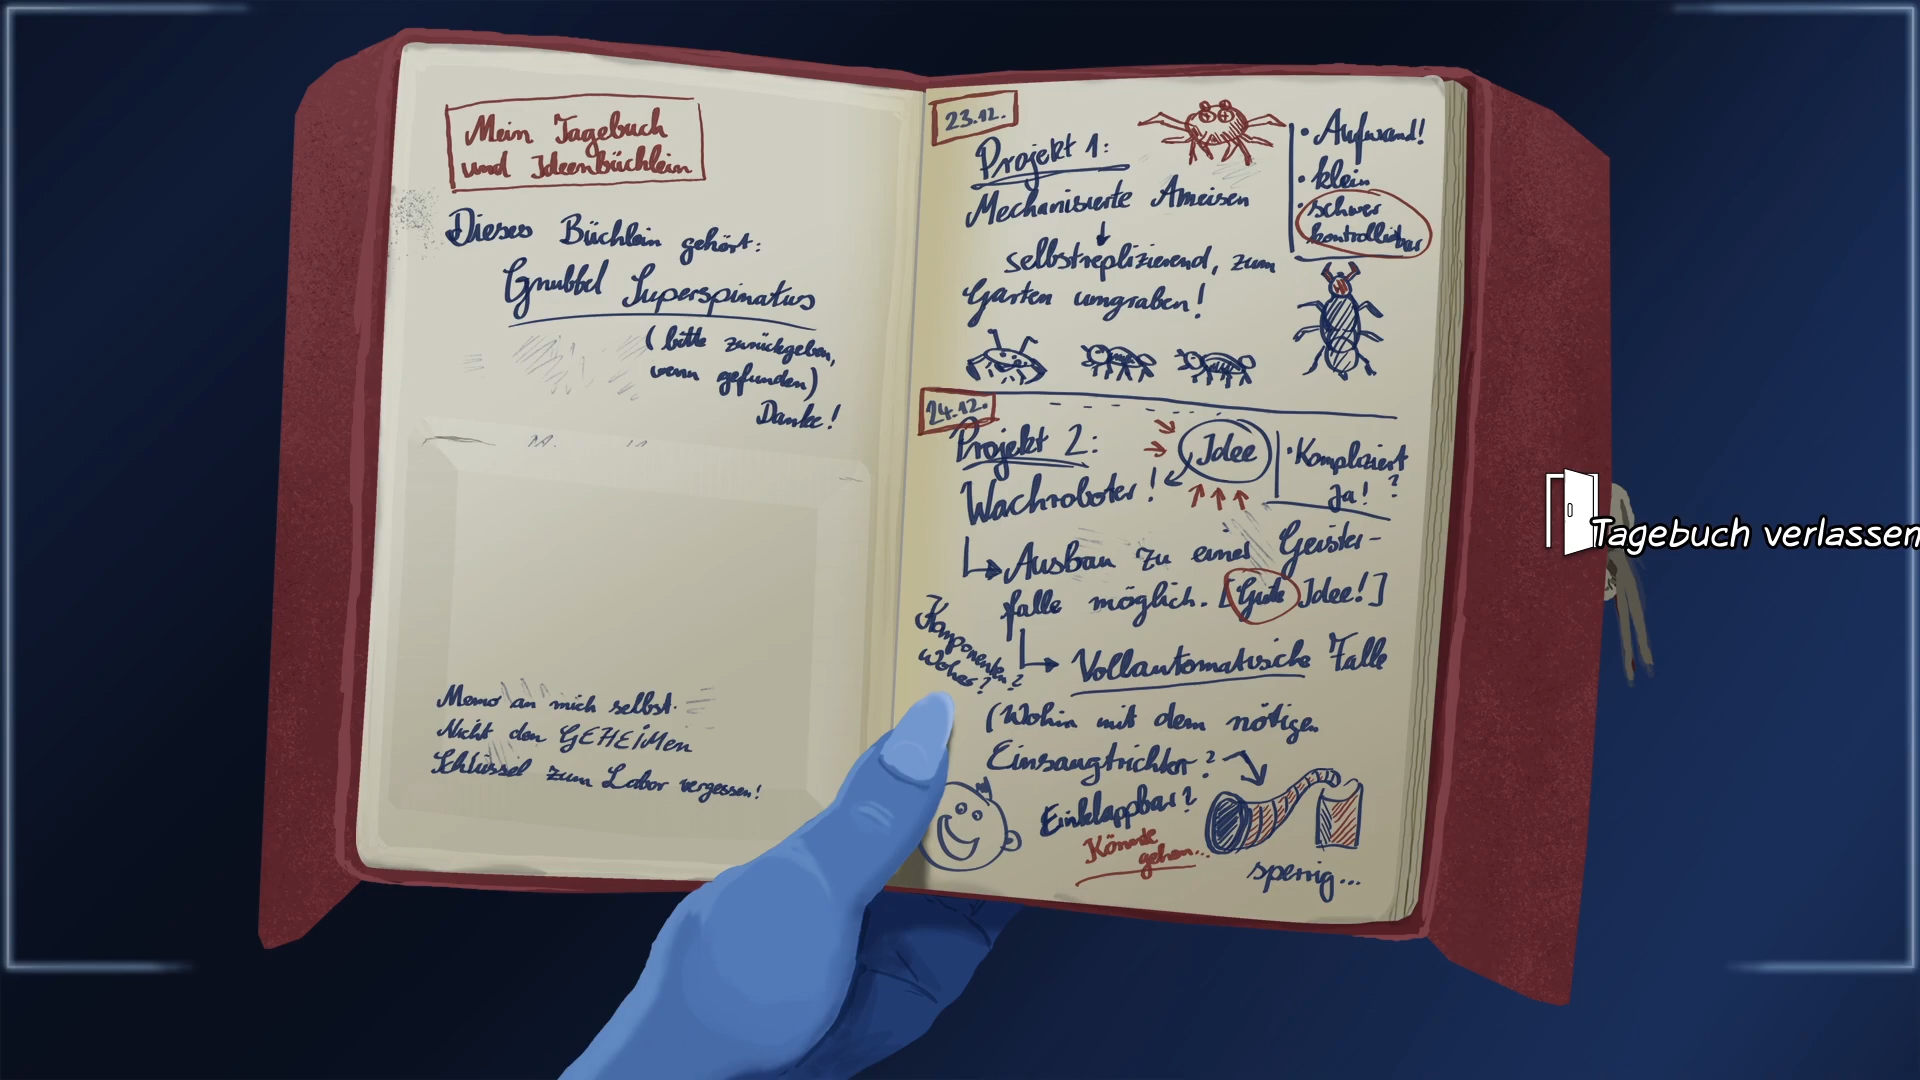 Mein Tagebuch
und Ideenbüchlein
Dieses Büchlein gehört:
Gnubbel Superspinatus
(bitte zurückgeben,
wenn gefunden)
Danke!
Memo an mich selbst.
Nicht den GEHEIMen
Schlüssel zum Labor vergessen!
23.12.
Projekt 1:
Mechanisierte Ameisen
selbstreplizierend, zum
Garten umgraben!
• Aufwand!
• klein
• schwer
kontrollierbar
24.12.
Projekt 2:
Idee
• Kompliziert
Ja! ?
Wachroboter!
Ausbau zu einer Geister-
falle möglich. [Gute Idee!]
Komponenten?
Woher?
Vollautomatische Falle
(Wohin mit dem nötigen
Einsaugtrichter?
Einklappbar?
Könnte
gehen...
sperrig...
Tagebuch verlassen